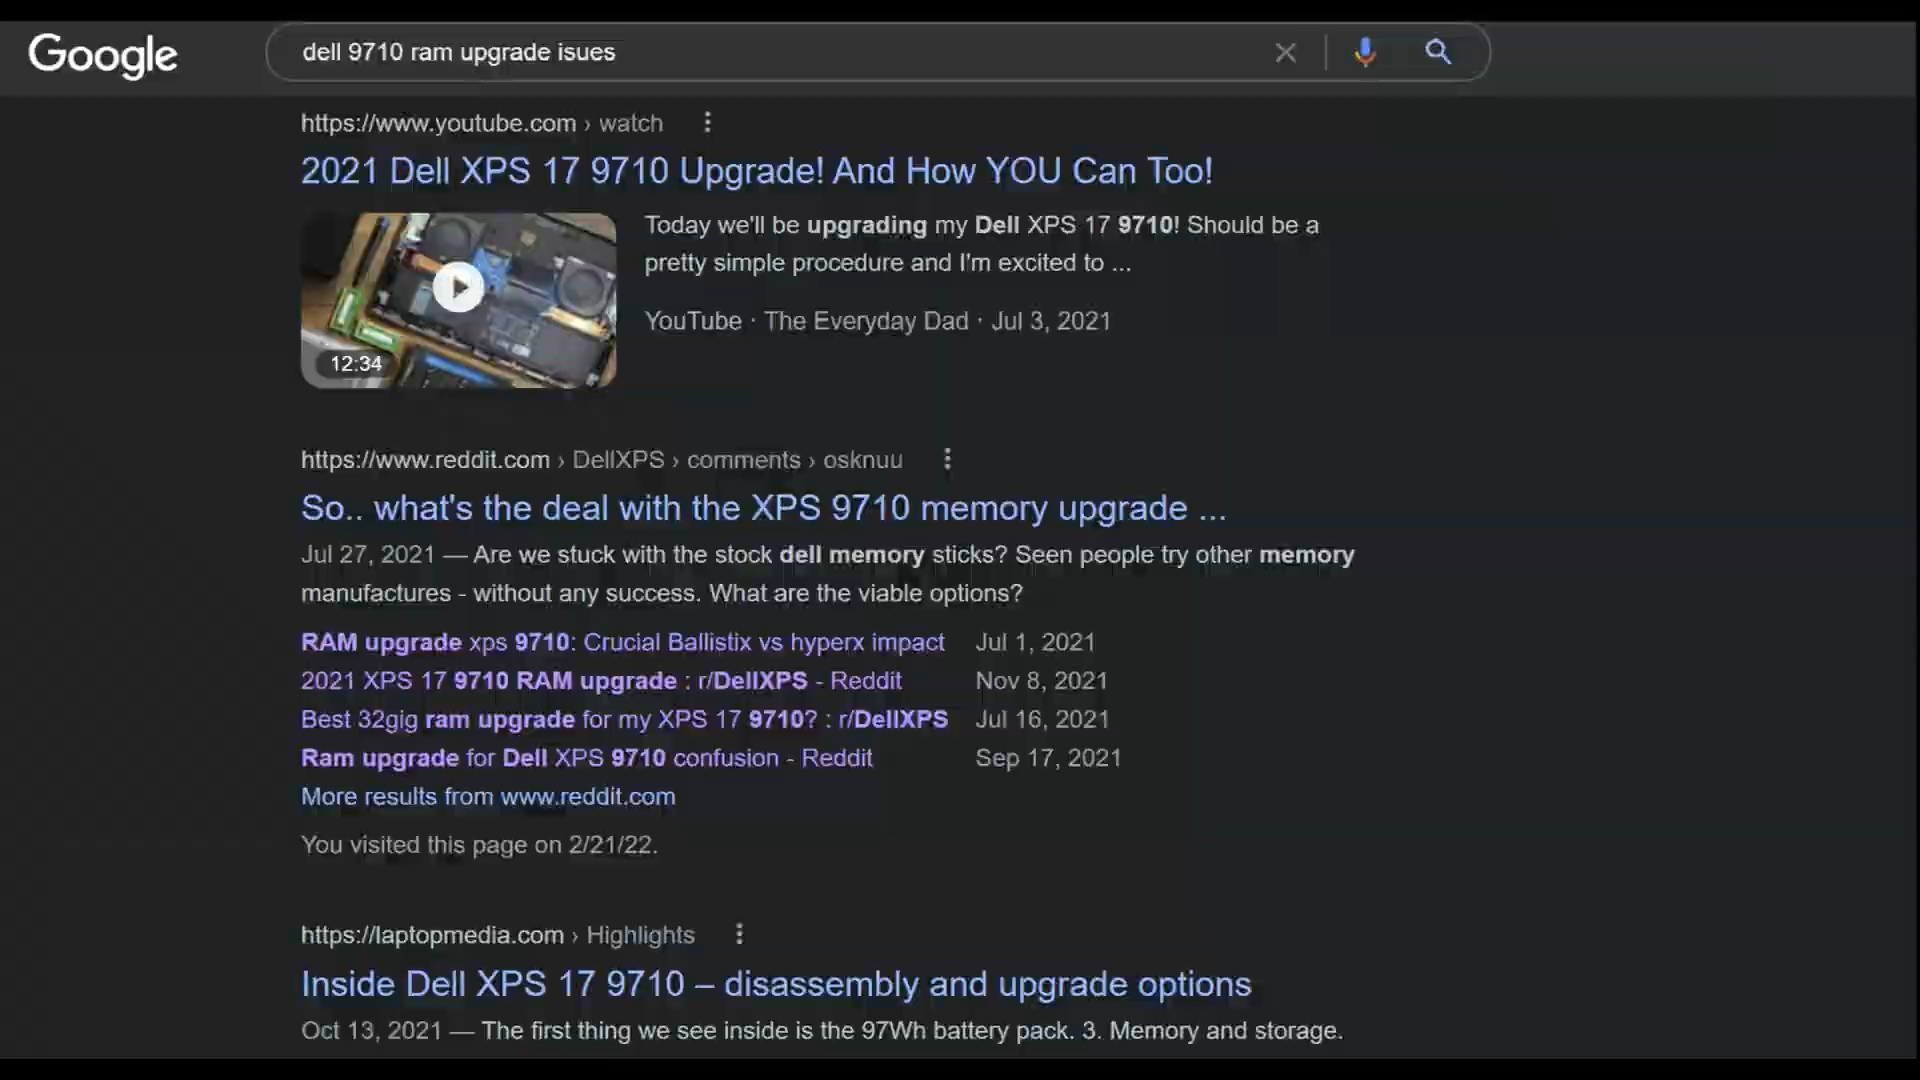 Google
dell 9710 ram upgrade isues
https://www.youtube.com › watch
2021 Dell XPS 17 9710 Upgrade! And How YOU Can Too!
Today we'll be upgrading my Dell XPS 17 9710! Should be a
pretty simple procedure and I'm excited to ...
YouTube · The Everyday Dad · Jul 3, 2021
12:34
https://www.reddit.com › DellXPS › comments › osknuu
So.. what's the deal with the XPS 9710 memory upgrade ...
Jul 27, 2021 — Are we stuck with the stock dell memory sticks? Seen people try other memory
manufactures - without any success. What are the viable options?
RAM upgrade xps 9710: Crucial Ballistix vs hyperx impact Jul 1, 2021
2021 XPS 17 9710 RAM upgrade : r/DellXPS - Reddit Nov 8, 2021
Best 32gig ram upgrade for my XPS 17 9710? : r/DellXPS Jul 16, 2021
Ram upgrade for Dell XPS 9710 confusion - Reddit Sep 17, 2021
More results from www.reddit.com
You visited this page on 2/21/22.
https://laptopmedia.com › Highlights
Inside Dell XPS 17 9710 – disassembly and upgrade options
Oct 13, 2021 — The first thing we see inside is the 97Wh battery pack. 3. Memory and storage.